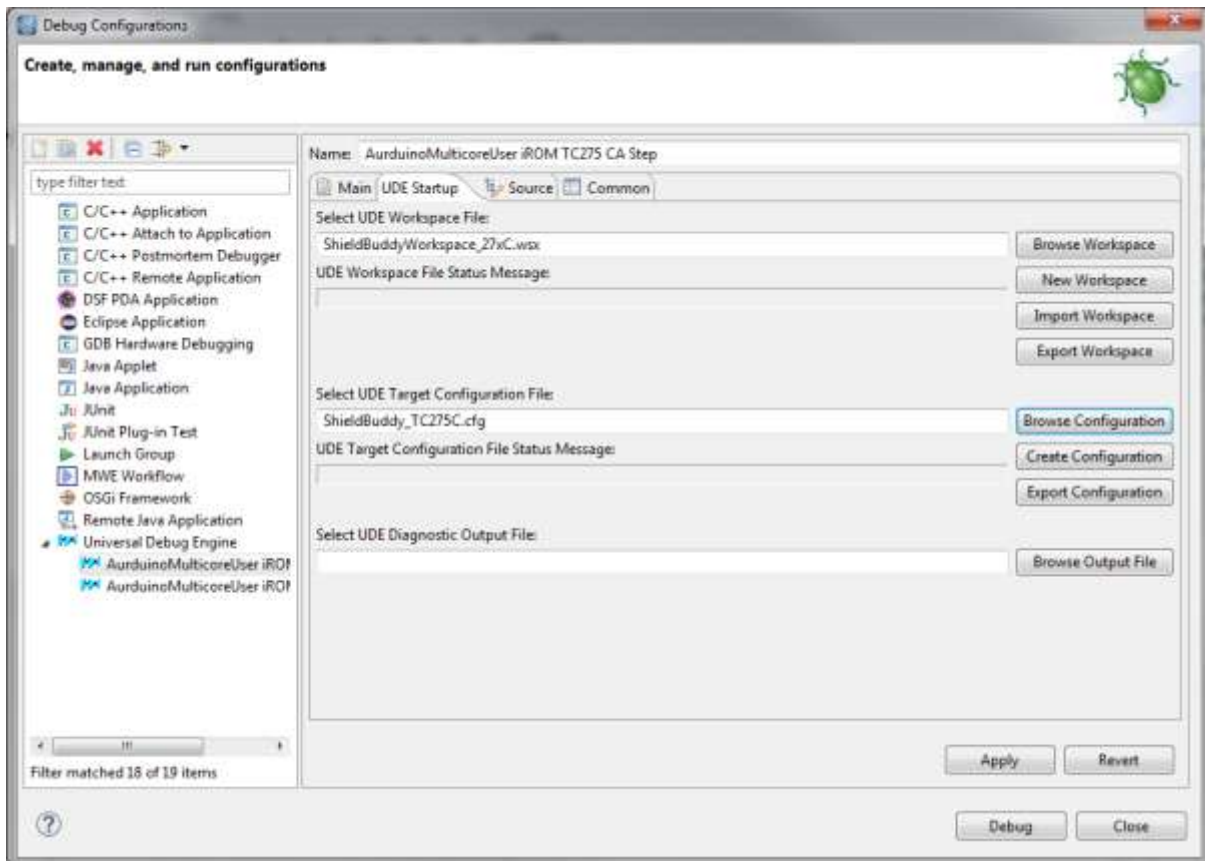 Debug Configurations
Create, manage, and run configurations
type filter text
C/C++ Application
C/C++ Attach to Application
C/C++ Postmortem Debugger
C/C++ Remote Application
DSF PDA Application
Eclipse Application
GDB Hardware Debugging
Java Applet
Java Application
JUnit
JUnit Plug-in Test
Launch Group
MWE Workflow
OSGi Framework
Remote Java Application
Universal Debug Engine
AurduinoMulticoreUser iROM
AurduinoMulticoreUser iROM
Filter matched 18 of 19 items
Name: AurduinoMulticoreUser iROM TC275 CA Step
Main UDE Startup Source Common
Select UDE Workspace File:
ShieldBuddyWorkspace_27xC.wsx Browse Workspace
UDE Workspace File Status Message:
New Workspace
Import Workspace
Export Workspace
Select UDE Target Configuration File:
ShieldBuddy_TC275C.cfg Browse Configuration
UDE Target Configuration File Status Message:
Create Configuration
Export Configuration
Select UDE Diagnostic Output File:
Browse Output File
Apply Revert
Debug Close